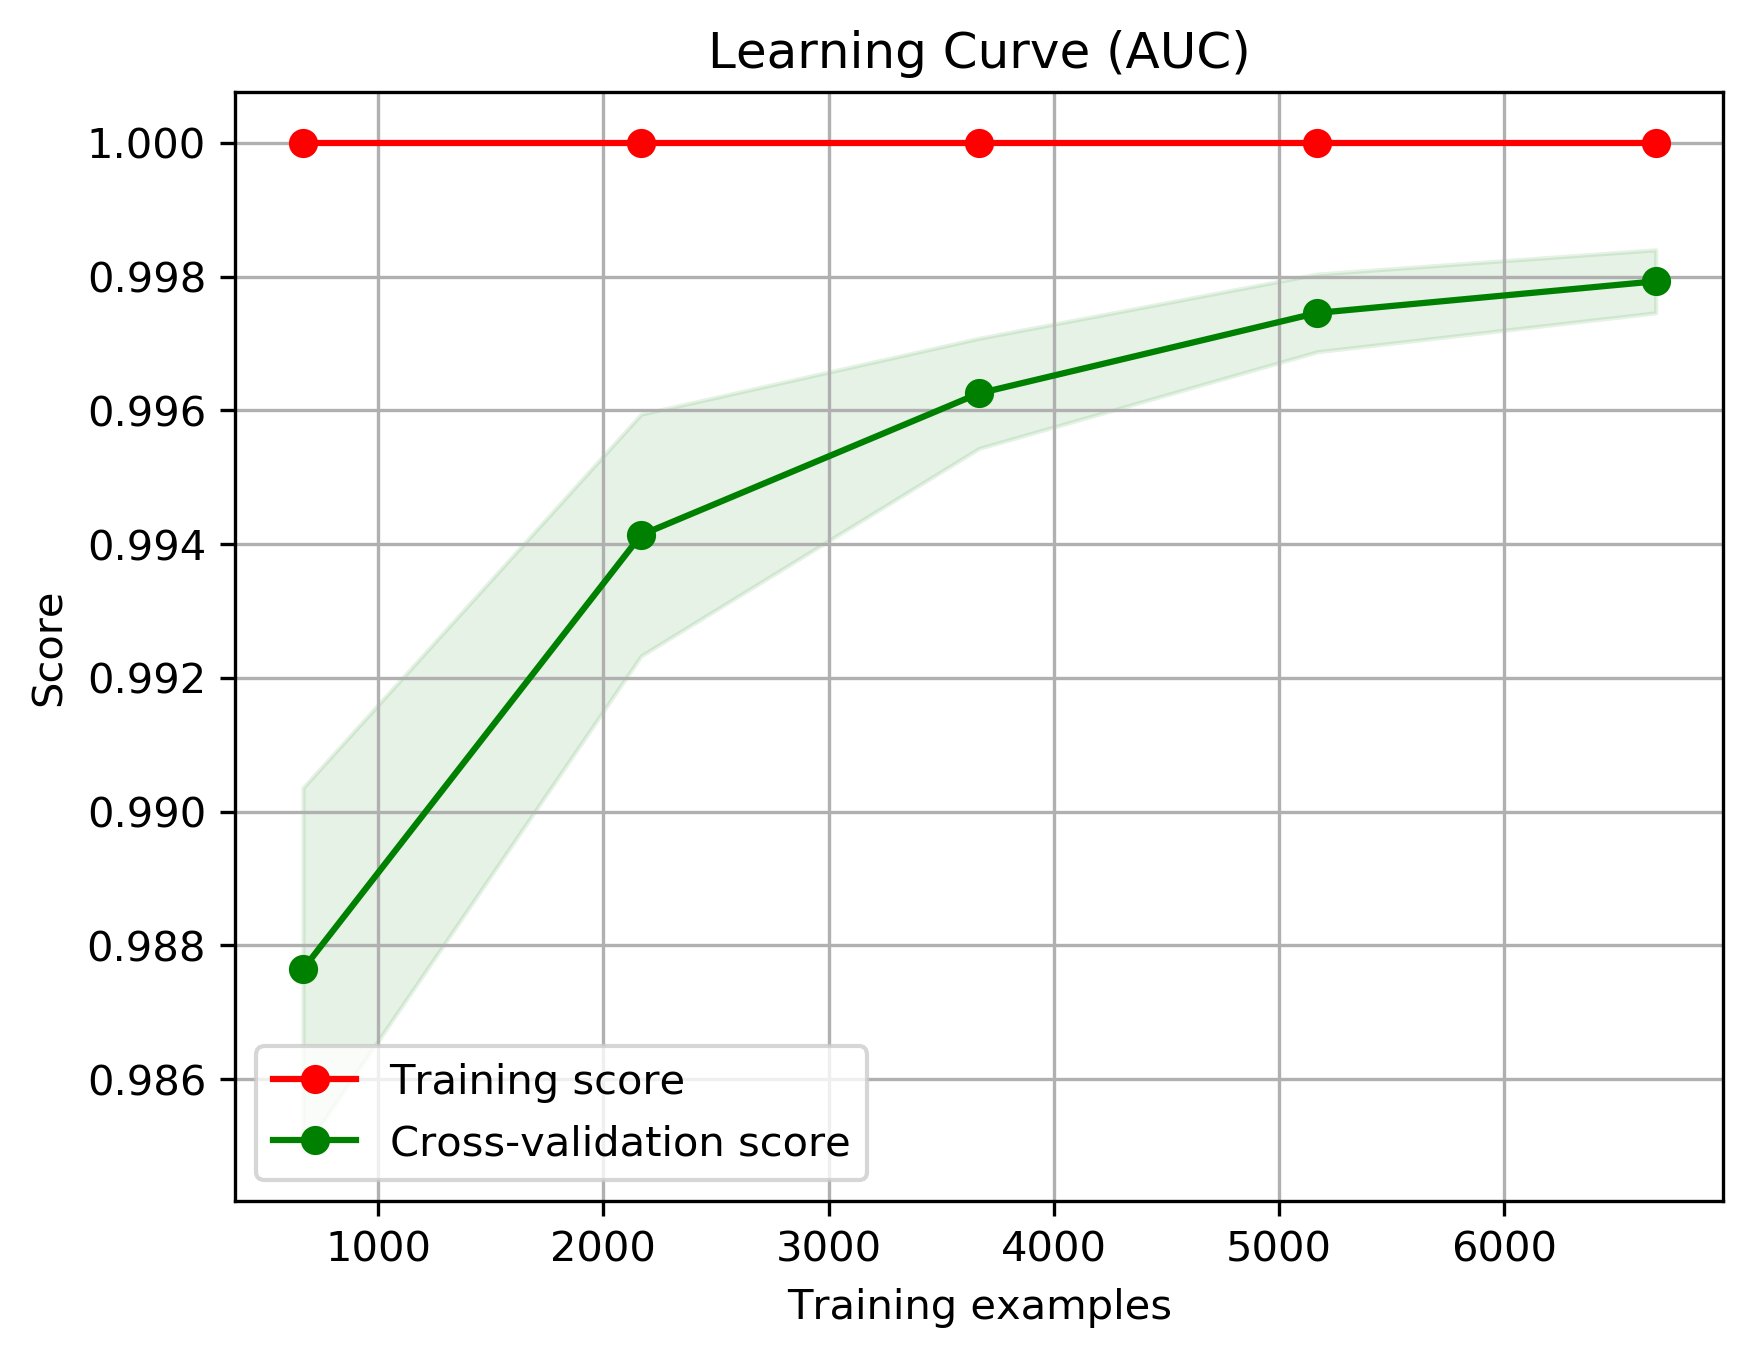 Learning Curve (AUC)
1.000
0.998
0.996
0.994
0.992
0.990
0.988
0.986
Score
Training score
Cross-validation score
1000 2000 3000 4000 5000 6000
Training examples